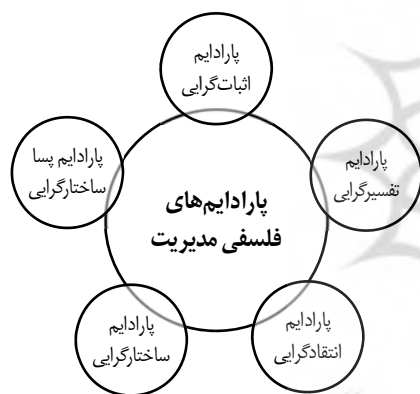 پارادایم
اثبات‌گرایی
پارادایم
تفسیرگرایی
پارادایم پسا
ساختارگرایی
پارادایم‌های
فلسفی مدیریت
پارادایم
انتقادگرایی
پارادایم
ساختارگرایی